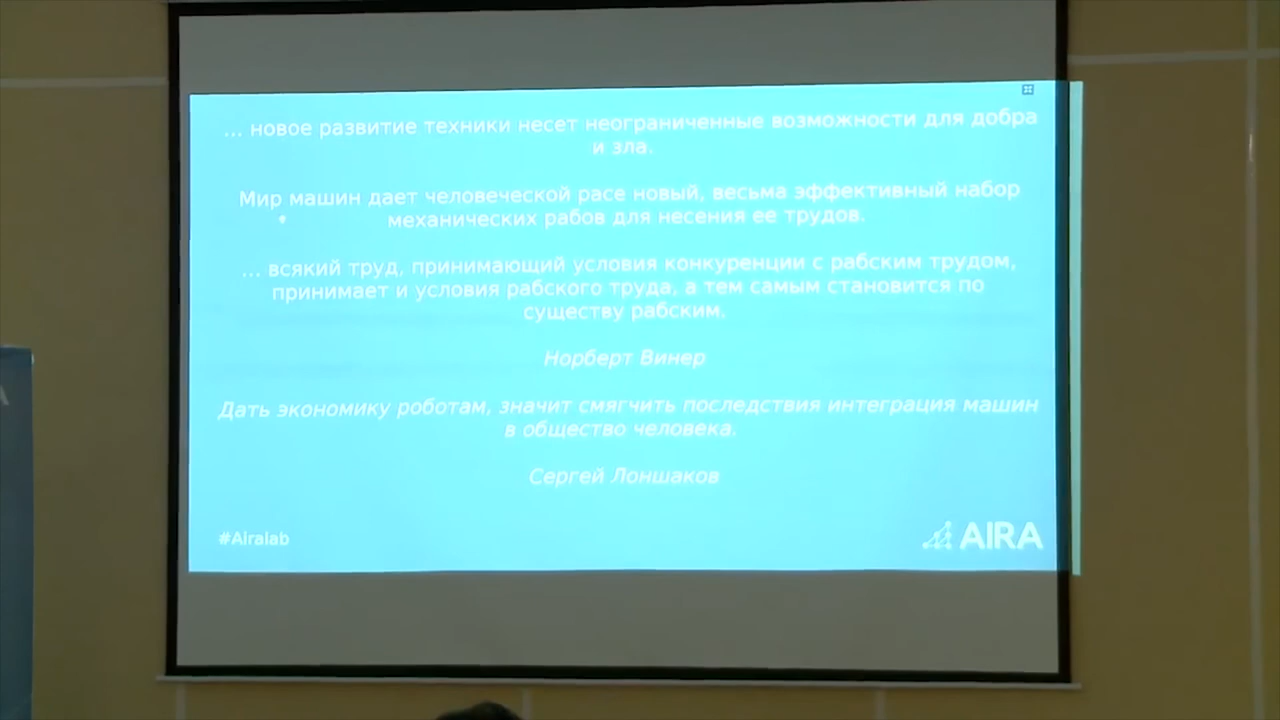 ... новое развитие техники несет неограниченные возможности для добра
и зла.
Мир машин дает человеческой расе новый, весьма эффективный набор
механических рабов для несения ее трудов.
... всякий труд, принимающий условия конкуренции с рабским трудом,
принимает и условия рабского труда, а тем самым становится по
существу рабским.
Норберт Винер
Дать экономику роботам, значит смягчить последствия интеграция машин
в общество человека.
Сергей Лоншаков
#Airalab
AIRA